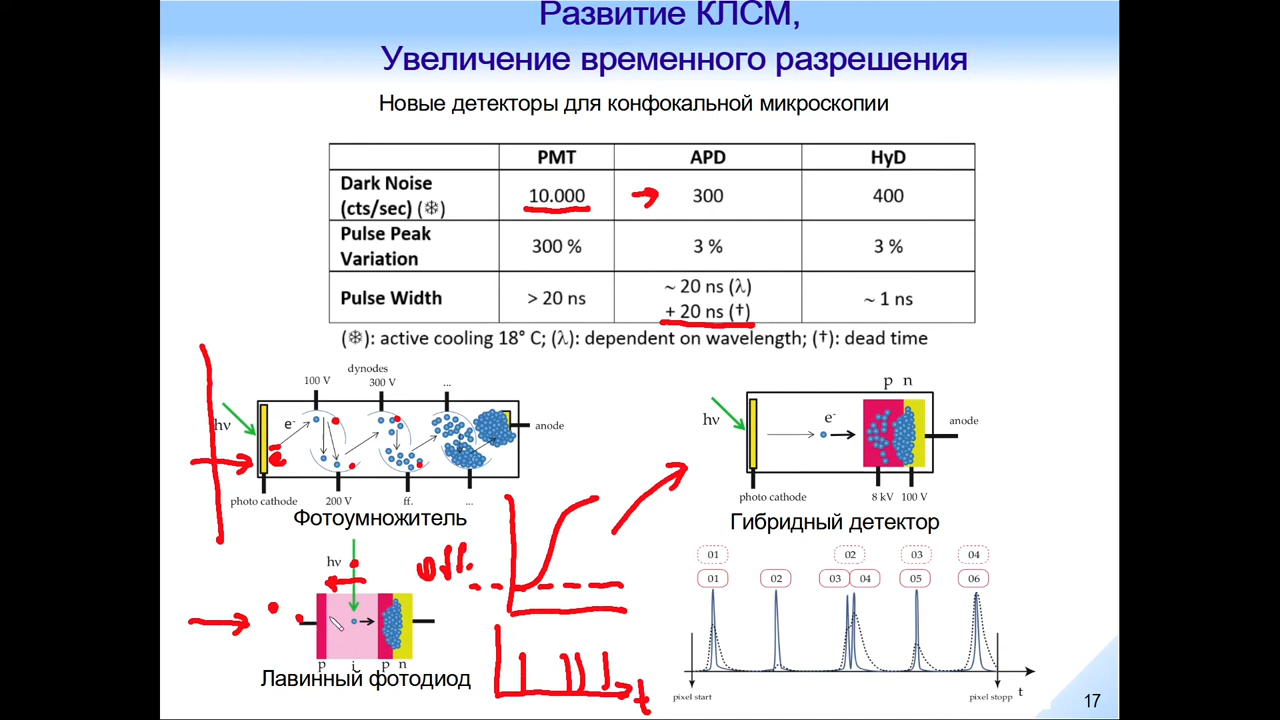 Развитие КЛСМ,
Увеличение временного разрешения
Новые детекторы для конфокальной микроскопии
PMT APD HyD
Dark Noise
(cts/sec) (❄) 10.000 300 400
Pulse Peak
Variation 300 % 3 % 3 %
Pulse Width > 20 ns ~ 20 ns (λ)
+ 20 ns (†) ~ 1 ns
(❄): active cooling 18° C; (λ): dependent on wavelength; (†): dead time
dynodes
100 V 300 V ...
hν e⁻ anode
e⁻
photo cathode 200 V ff. ...
Фотоумножитель
p n
hν e⁻ anode
photo cathode 8 kV 100 V
Гибридный детектор
hν
off.
p i p n
Лавинный фотодиод
t
01 02 03 04
01 02 03 04 05 06
pixel start pixel stopp t
17